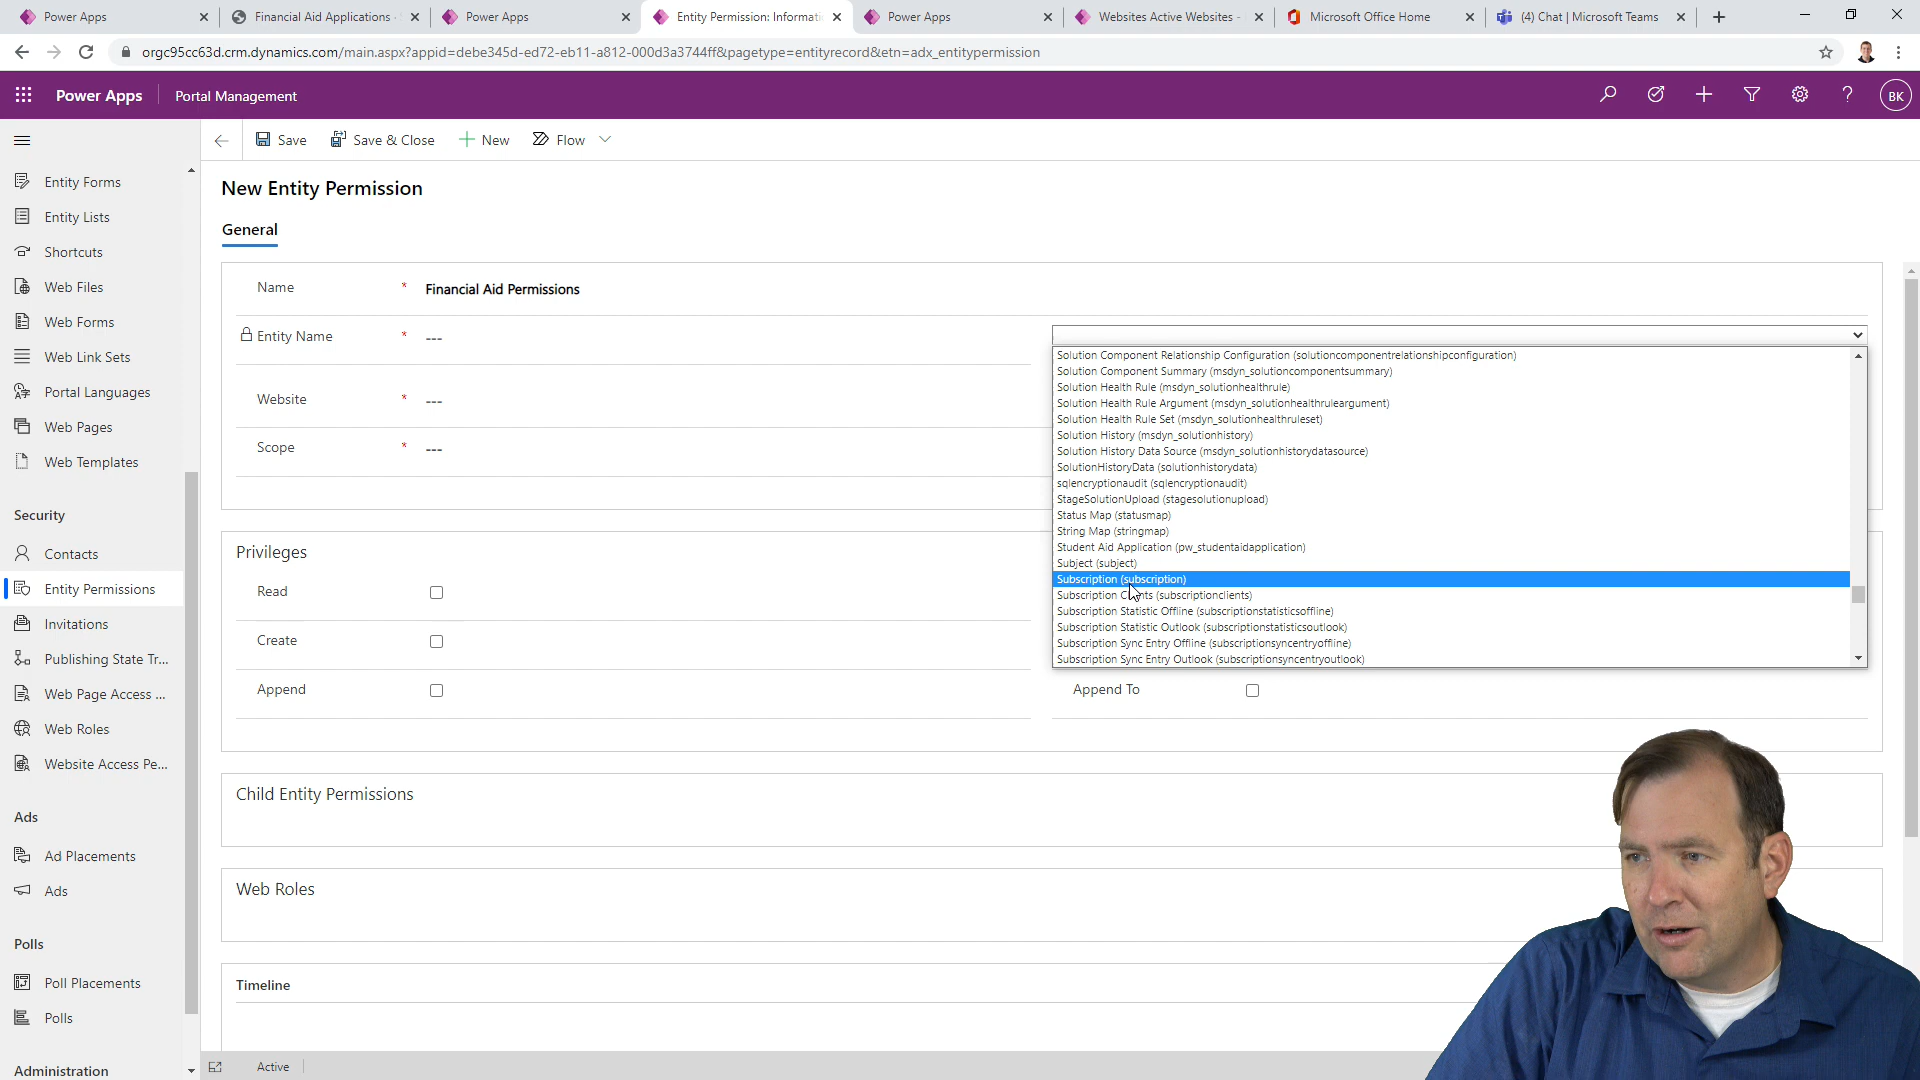 Power Apps
Financial Aid Applications
Power Apps
Entity Permission: Informati
Power Apps
Websites Active Websites -
Microsoft Office Home
(4) Chat | Microsoft Teams
orgc95cc63d.crm.dynamics.com/main.aspx?appid=debe345d-ed72-eb11-a812-000d3a3744ff&pagetype=entityrecord&etn=adx_entitypermission
Power Apps
Portal Management
BK
Save
Save & Close
New
Flow
Entity Forms
Entity Lists
Shortcuts
Web Files
Web Forms
Web Link Sets
Portal Languages
Web Pages
Web Templates
Security
Contacts
Entity Permissions
Invitations
Publishing State Tr...
Web Page Access ...
Web Roles
Website Access Pe...
Ads
Ad Placements
Ads
Polls
Poll Placements
Polls
Administration
New Entity Permission
General
Name * Financial Aid Permissions
Entity Name * ---
Website * ---
Scope * ---
Solution Component Relationship Configuration (solutioncomponentrelationshipconfiguration)
Solution Component Summary (msdyn_solutioncomponentsummary)
Solution Health Rule (msdyn_solutionhealthrule)
Solution Health Rule Argument (msdyn_solutionhealthruleargument)
Solution Health Rule Set (msdyn_solutionhealthruleset)
Solution History (msdyn_solutionhistory)
Solution History Data Source (msdyn_solutionhistorydatasource)
SolutionHistoryData (solutionhistorydata)
sqlencryptionaudit (sqlencryptionaudit)
StageSolutionUpload (stagesolutionupload)
Status Map (statusmap)
String Map (stringmap)
Student Aid Application (pw_studentaidapplication)
Subject (subject)
Subscription (subscription)
Subscription (subscriptionclients)
Subscription Statistic Offline (subscriptionstatisticsoffline)
Subscription Statistic Outlook (subscriptionstatisticsoutlook)
Subscription Sync Entry Offline (subscriptionsyncentryoffline)
Subscription Sync Entry Outlook (subscriptionsyncentryoutlook)
Privileges
Read
Create
Append
Append To
Child Entity Permissions
Web Roles
Timeline
Active